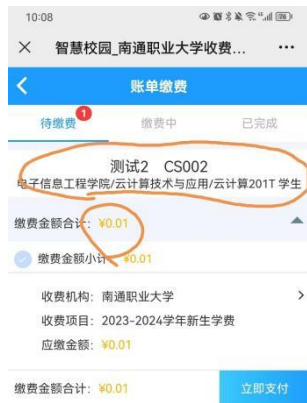 10:08
智慧校园_南通职业大学收费...
账单缴费
待缴费 1
缴费中
已完成
测试2 CS002
电子信息工程学院/云计算技术与应用/云计算201T 学生
缴费金额合计: ¥0.01
缴费金额小计: ¥0.01
收费机构: 南通职业大学
收费项目: 2023-2024学年新生学费
应缴金额: ¥0.01
缴费金额合计: ¥0.01
立即支付